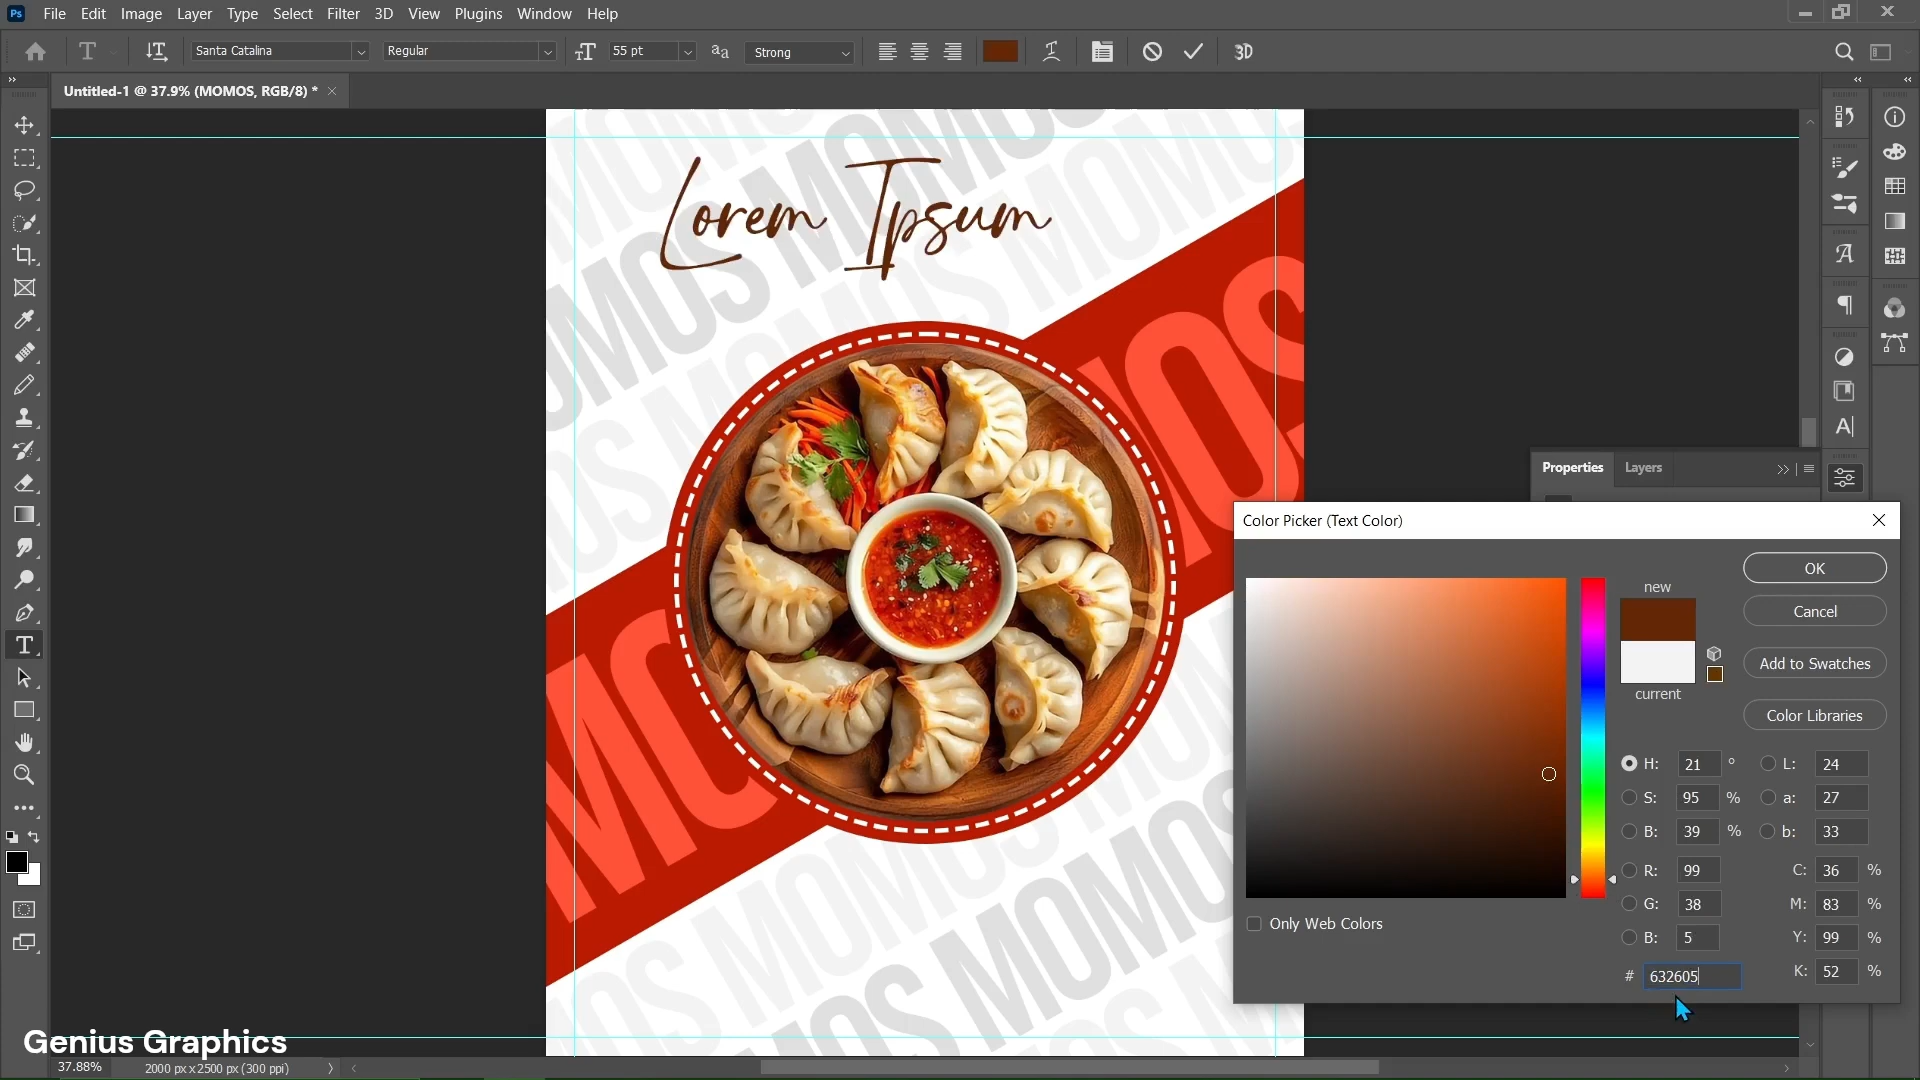 Ps File Edit Image Layer Type Select Filter 3D View Plugins Window Help
T Santa Catalina Regular 55 pt aa Strong 3D
Untitled-1 @ 37.9% (MOMOS, RGB/8) *
Lorem Ipsum
MOMOS MOMOS
MOMOS
MOMOS
Properties Layers
Color Picker (Text Color)
new
OK
Cancel
Add to Swatches
current
Color Libraries
H: 21 ° L: 24
S: 95 % a: 27
B: 39 % b: 33
R: 99 C: 36 %
G: 38 M: 83 %
Only Web Colors
B: 5 Y: 99 %
# 632605 K: 52 %
Genius Graphics
37.88% 2000 px x 2500 px (300 ppi)